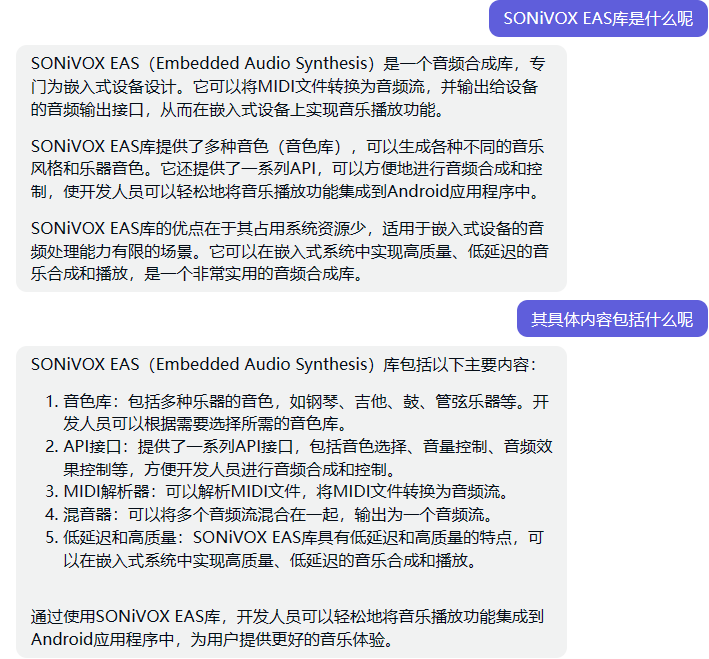 SONiVOX EAS库是什么呢
SONiVOX EAS（Embedded Audio Synthesis）是一个音频合成库，专
门为嵌入式设备设计。它可以将MIDI文件转换为音频流，并输出给设备
的音频输出接口，从而在嵌入式设备上实现音乐播放功能。
SONiVOX EAS库提供了多种音色（音色库），可以生成各种不同的音乐
风格和乐器音色。它还提供了一系列API，可以方便地进行音频合成和控
制，使开发人员可以轻松地将音乐播放功能集成到Android应用程序中。
SONiVOX EAS库的优点在于其占用系统资源少，适用于嵌入式设备的音
频处理能力有限的场景。它可以在嵌入式系统中实现高质量、低延迟的音
乐合成和播放，是一个非常实用的音频合成库。
其具体内容包括什么呢
SONiVOX EAS（Embedded Audio Synthesis）库包括以下主要内容：
1. 音色库：包括多种乐器的音色，如钢琴、吉他、鼓、管弦乐器等。开
发人员可以根据需要选择所需的音色库。
2. API接口：提供了一系列API接口，包括音色选择、音量控制、音频效
果控制等，方便开发人员进行音频合成和控制。
3. MIDI解析器：可以解析MIDI文件，将MIDI文件转换为音频流。
4. 混音器：可以将多个音频流混合在一起，输出为一个音频流。
5. 低延迟和高质量：SONiVOX EAS库具有低延迟和高质量的特点，可
以在嵌入式系统中实现高质量、低延迟的音乐合成和播放。
通过使用SONiVOX EAS库，开发人员可以轻松地将音乐播放功能集成到
Android应用程序中，为用户提供更好的音乐体验。